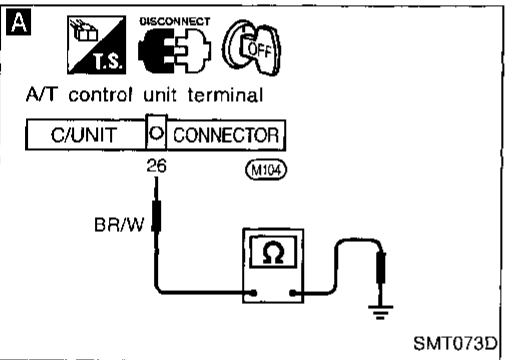 A
DISCONNECT
T.S.
OFF
A/T control unit terminal
C/UNIT CONNECTOR
26
M104
BR/W
Ω
SMT073D